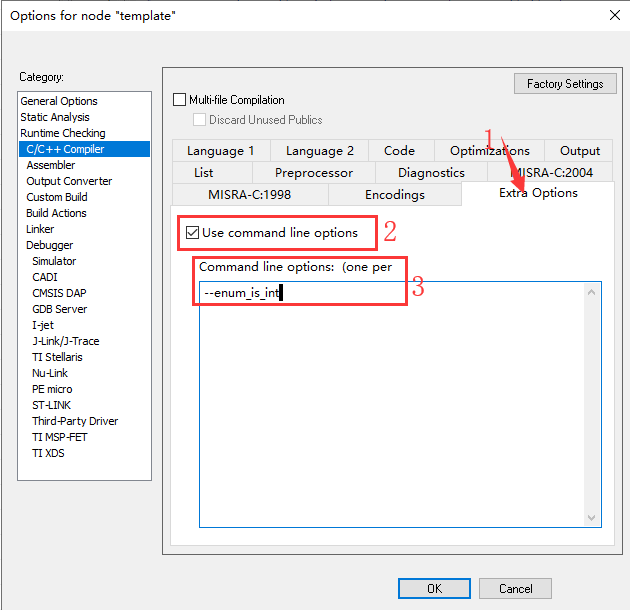 Options for node "template"
Category:
General Options
Static Analysis
Runtime Checking
C/C++ Compiler
Assembler
Output Converter
Custom Build
Build Actions
Linker
Debugger
Simulator
CADI
CMSIS DAP
GDB Server
I-jet
J-Link/J-Trace
TI Stellaris
Nu-Link
PE micro
ST-LINK
Third-Party Driver
TI MSP-FET
TI XDS
Factory Settings
Multi-file Compilation
Discard Unused Publics
1
Language 1 Language 2 Code Optimizations Output
List Preprocessor Diagnostics MISRA-C:2004
MISRA-C:1998 Encodings Extra Options
Use command line options 2
Command line options: (one per
--enum_is_int 3
OK Cancel